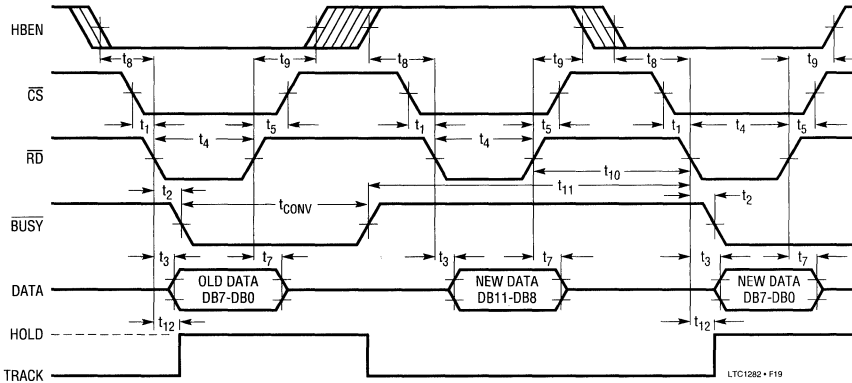 HBEN
t8 t9 t8 t9 t8 t9
CS
t1 t5 t1 t5 t1 t5
t4 t4 t4
RD
t10
t11
t2 tCONV t2
BUSY
t3 t7 t3 t7 t3 t7
DATA
OLD DATA
DB7-DB0
NEW DATA
DB11-DB8
NEW DATA
DB7-DB0
t12 t12
HOLD
TRACK
LTC1282 • F19